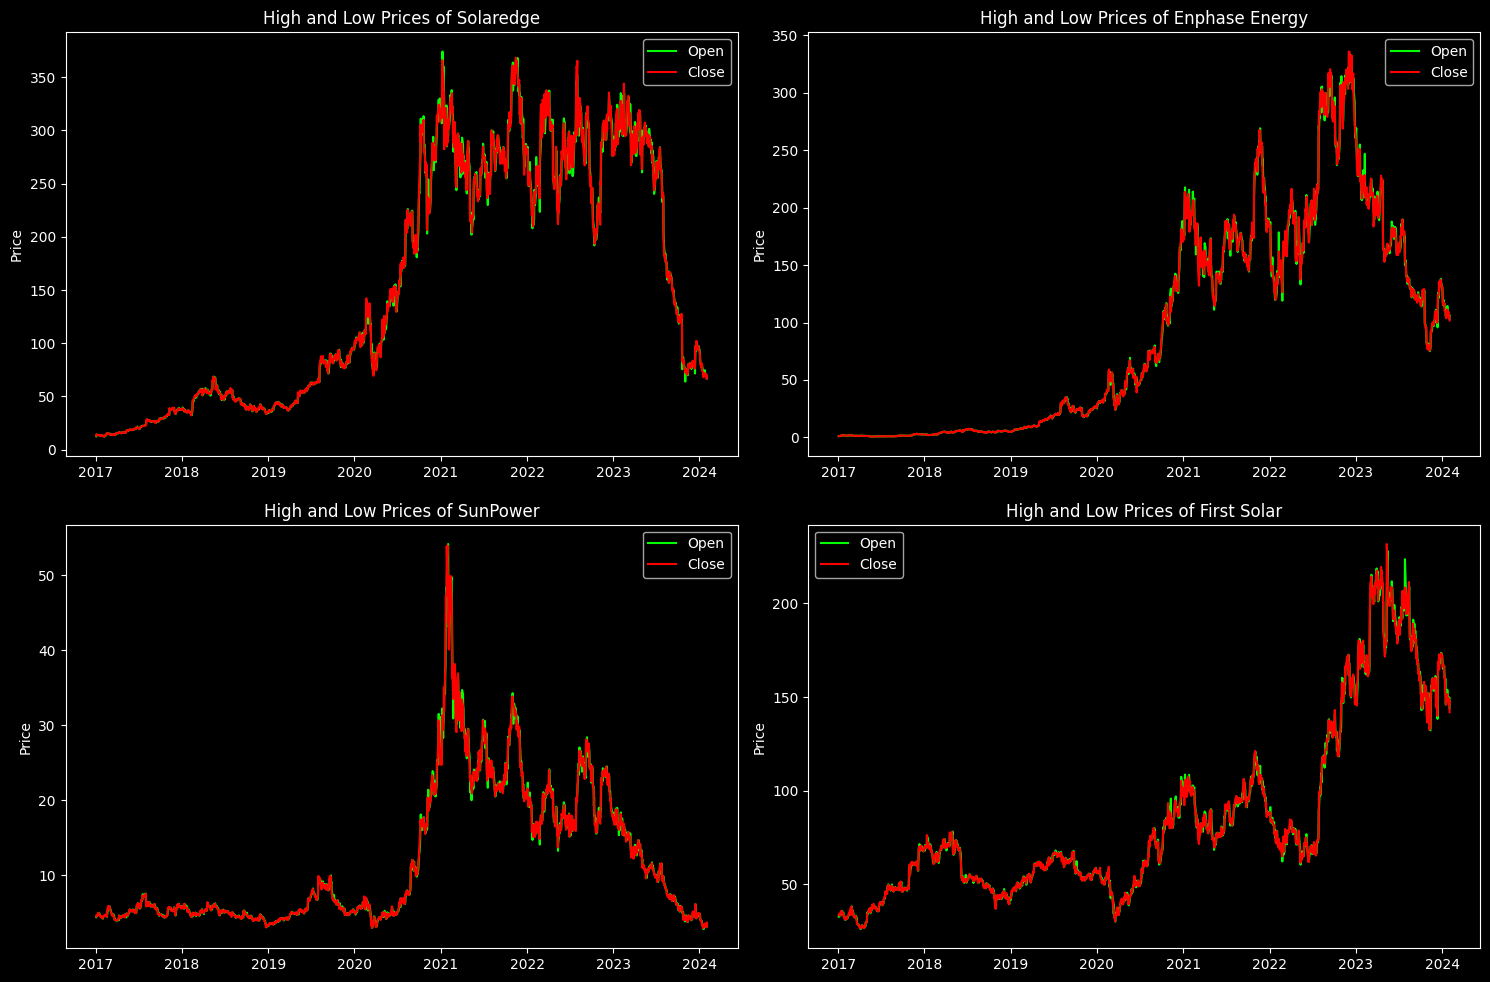 High and Low Prices of Solaredge
Open
Close
350
300
250
200
150
100
50
0
Price
2017 2018 2019 2020 2021 2022 2023 2024
High and Low Prices of Enphase Energy
Open
Close
350
300
250
200
150
100
50
0
Price
2017 2018 2019 2020 2021 2022 2023 2024
High and Low Prices of SunPower
Open
Close
50
40
30
20
10
Price
2017 2018 2019 2020 2021 2022 2023 2024
High and Low Prices of First Solar
Open
Close
200
150
100
50
Price
2017 2018 2019 2020 2021 2022 2023 2024